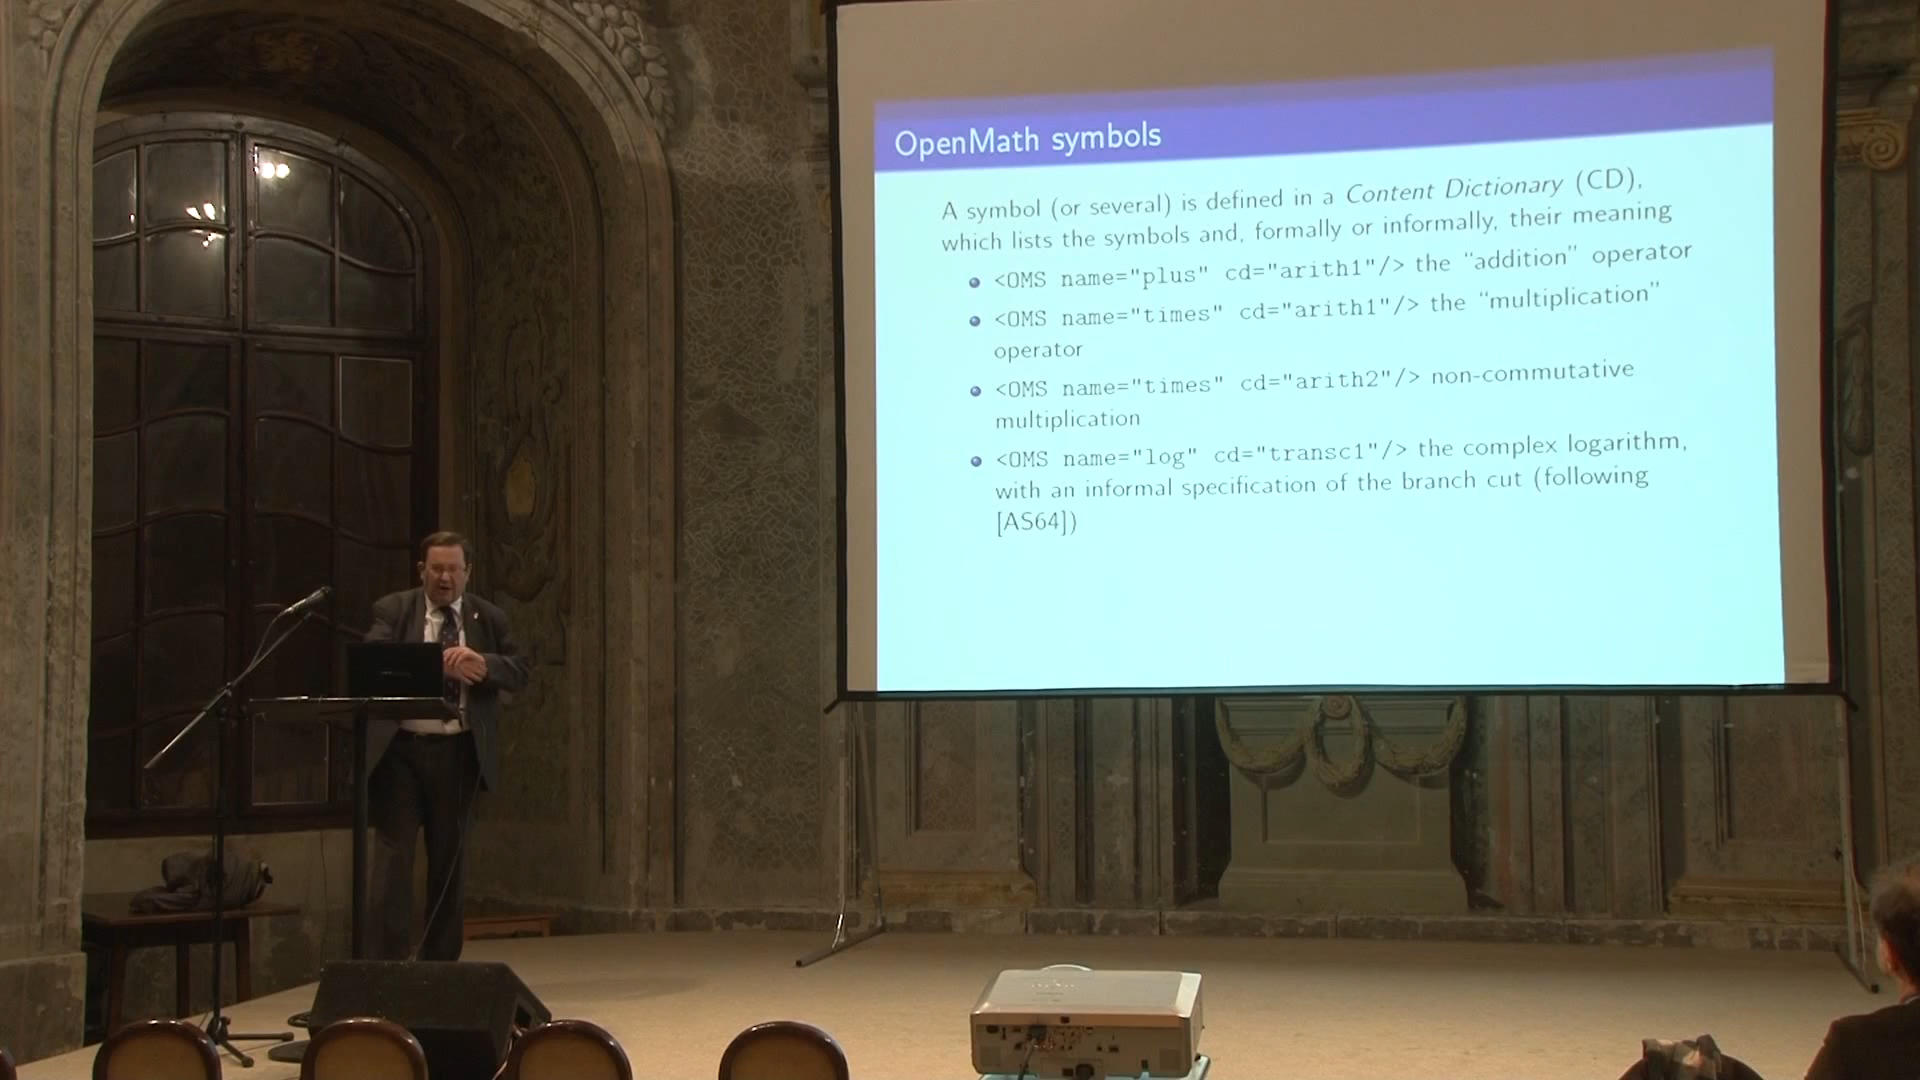 OpenMath symbols
A symbol (or several) is defined in a Content Dictionary (CD),
which lists the symbols and, formally or informally, their meaning
<OMS name="plus" cd="arith1"/> the “addition” operator
<OMS name="times" cd="arith1"/> the “multiplication”
operator
<OMS name="times" cd="arith2"/> non-commutative
multiplication
<OMS name="log" cd="transc1"/> the complex logarithm,
with an informal specification of the branch cut (following
[AS64])